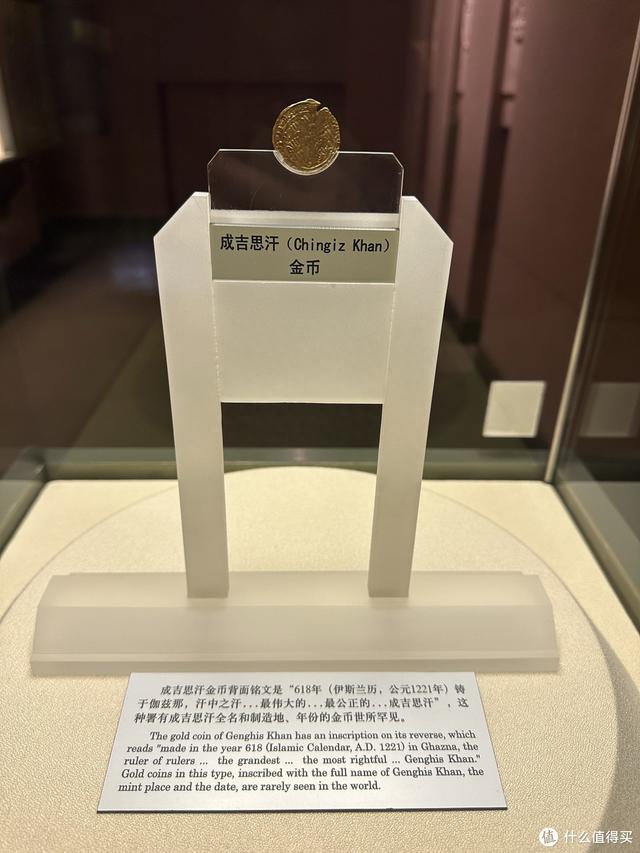 成吉思汗（Chingiz Khan）
金币
成吉思汗金币背面铭文是“618年（伊斯兰历，公元1221年）铸
于伽兹那，汗中之汗...最伟大的...最公正的...成吉思汗”，这
种署有成吉思汗全名和制造地、年份的金币世所罕见。
The gold coin of Genghis Khan has an inscription on its reverse, which
reads "made in the year 618 (Islamic Calendar, A.D. 1221) in Ghazna, the
ruler of rulers ... the grandest ... the most rightful ... Genghis Khan."
Gold coins in this type, inscribed with the full name of Genghis Khan, the
mint place and the date, are rarely seen in the world.
值 什么值得买